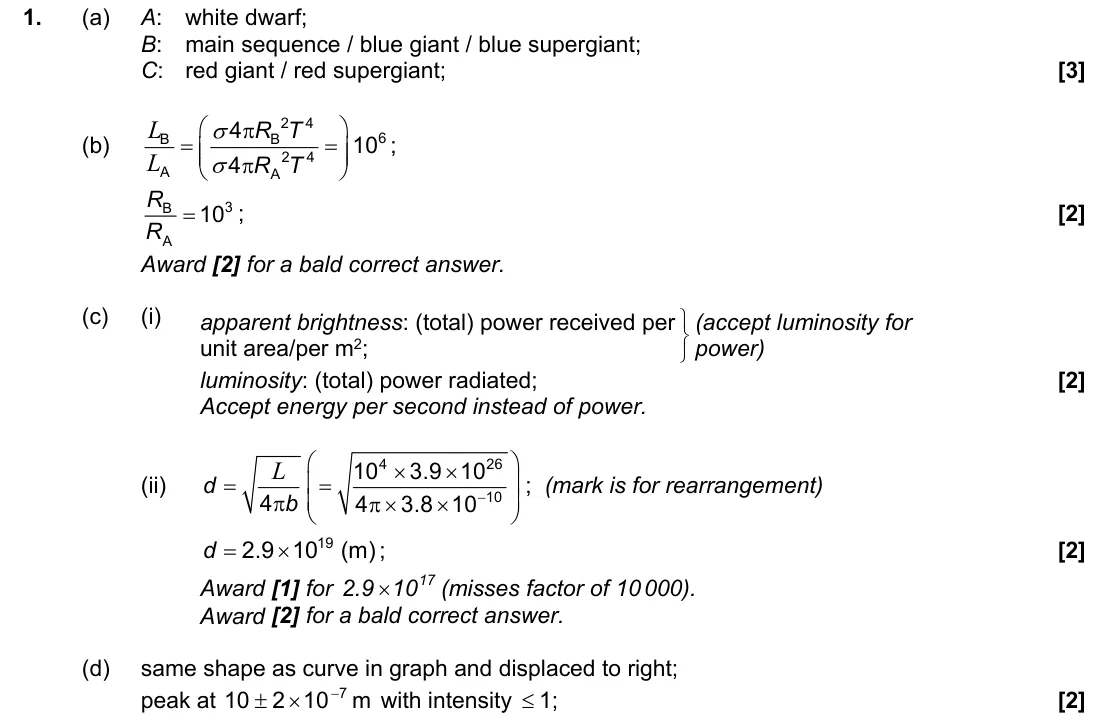 1. (a) A: white dwarf;
B: main sequence / blue giant / blue supergiant;
C: red giant / red supergiant; [3]
(b) L_B/L_A = (σ4πR_B²T⁴/σ4πR_A²T⁴ =) 10⁶;
R_B/R_A = 10³; [2]
Award [2] for a bald correct answer.
(c) (i) apparent brightness: (total) power received per } (accept luminosity for
unit area/per m²; power)
luminosity: (total) power radiated; [2]
Accept energy per second instead of power.
(ii) d = √(L/4πb) (= √(10⁴ × 3.9 × 10²⁶/4π × 3.8 × 10⁻¹⁰)); (mark is for rearrangement)
d = 2.9 × 10¹⁹ (m); [2]
Award [1] for 2.9 × 10¹⁷ (misses factor of 10 000).
Award [2] for a bald correct answer.
(d) same shape as curve in graph and displaced to right;
peak at 10 ± 2 × 10⁻⁷ m with intensity ≤ 1; [2]